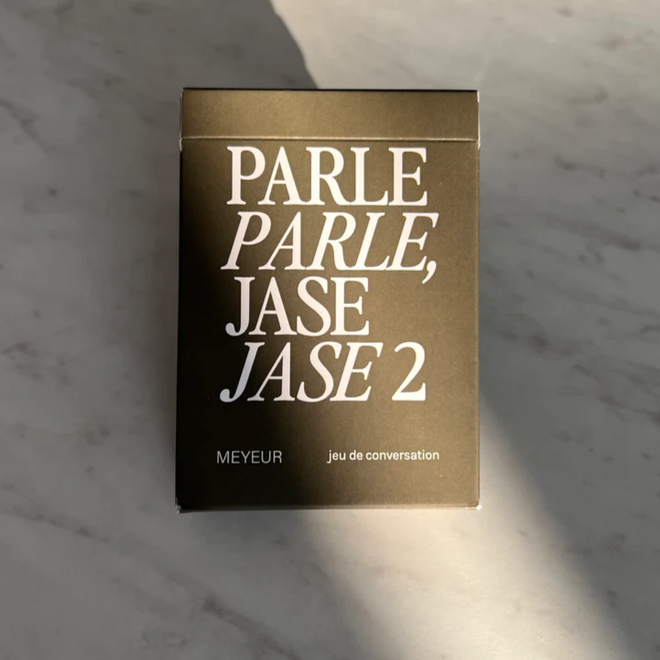 PARLE
PARLE,
JASE
JASE 2
MEYEUR jeu de conversation